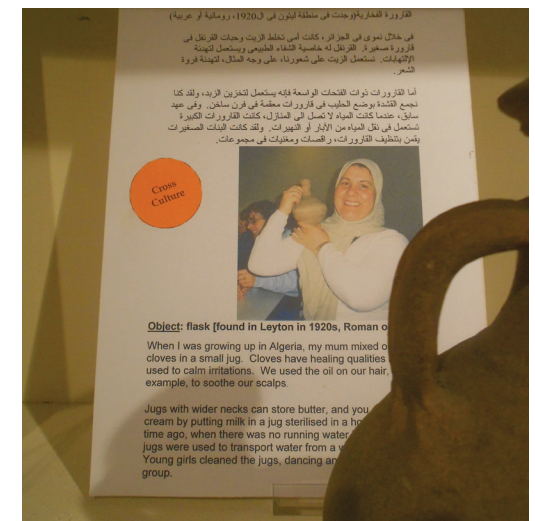 القارورة الفخارية(وجدت في منطقة ليتون في ال1920، رومانية أو عربية)
في خلال نموى في الجزائر، كانت أمي تخلط الزيت وحبات القرنفل في
قارورة صغيرة. القرنفل له خاصية الشفاء الطبيعي ويستعمل لتهدئة
الإلتهابات. نستعمل الزيت على شعورنا، على وجه المثال، لتهدئة فروة
الشعر.
أما القارورات ذوات الفتحات الواسعة فإنه يستعمل لتخزين الزبد، ولقد كنا
نجمع القشدة بوضع الحليب في قارورات معقمة في فرن ساخن. وفي عهد
سابق، عندما كانت المياه لا تصل الى المنازل، كانت القارورات الكبيرة
تستعمل في نقل المياه من الأبار أو النهيرات. ولقد كانت البنات الصغيرات
يقمن بتنظيف القارورات، راقصات ومغنيات في مجموعات.
Cross
Culture
Object: flask [found in Leyton in 1920s, Roman
When I was growing up in Algeria, my mum mixed
cloves in a small jug. Cloves have healing qualities
used to calm irritations. We used the oil on our hair,
example, to soothe our scalps.
Jugs with wider necks can store butter, and you
cream by putting milk in a jug sterilised in a
time ago, when there was no running water
jugs were used to transport water from a
Young girls cleaned the jugs, dancing
group.